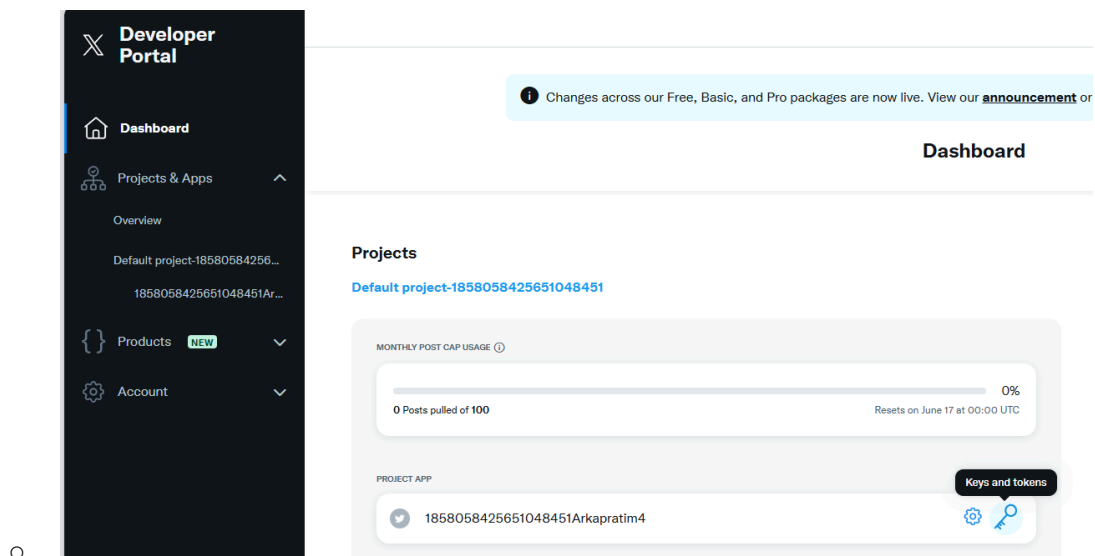 Developer
Portal
Dashboard
Projects & Apps
Overview
Default project-18580584256...
1858058425651048451Ar...
Products NEW
Account
Changes across our Free, Basic, and Pro packages are now live. View our announcement or
Dashboard
Projects
Default project-1858058425651048451
MONTHLY POST CAP USAGE
0%
0 Posts pulled of 100
Resets on June 17 at 00:00 UTC
PROJECT APP
Keys and tokens
1858058425651048451Arkapratim4